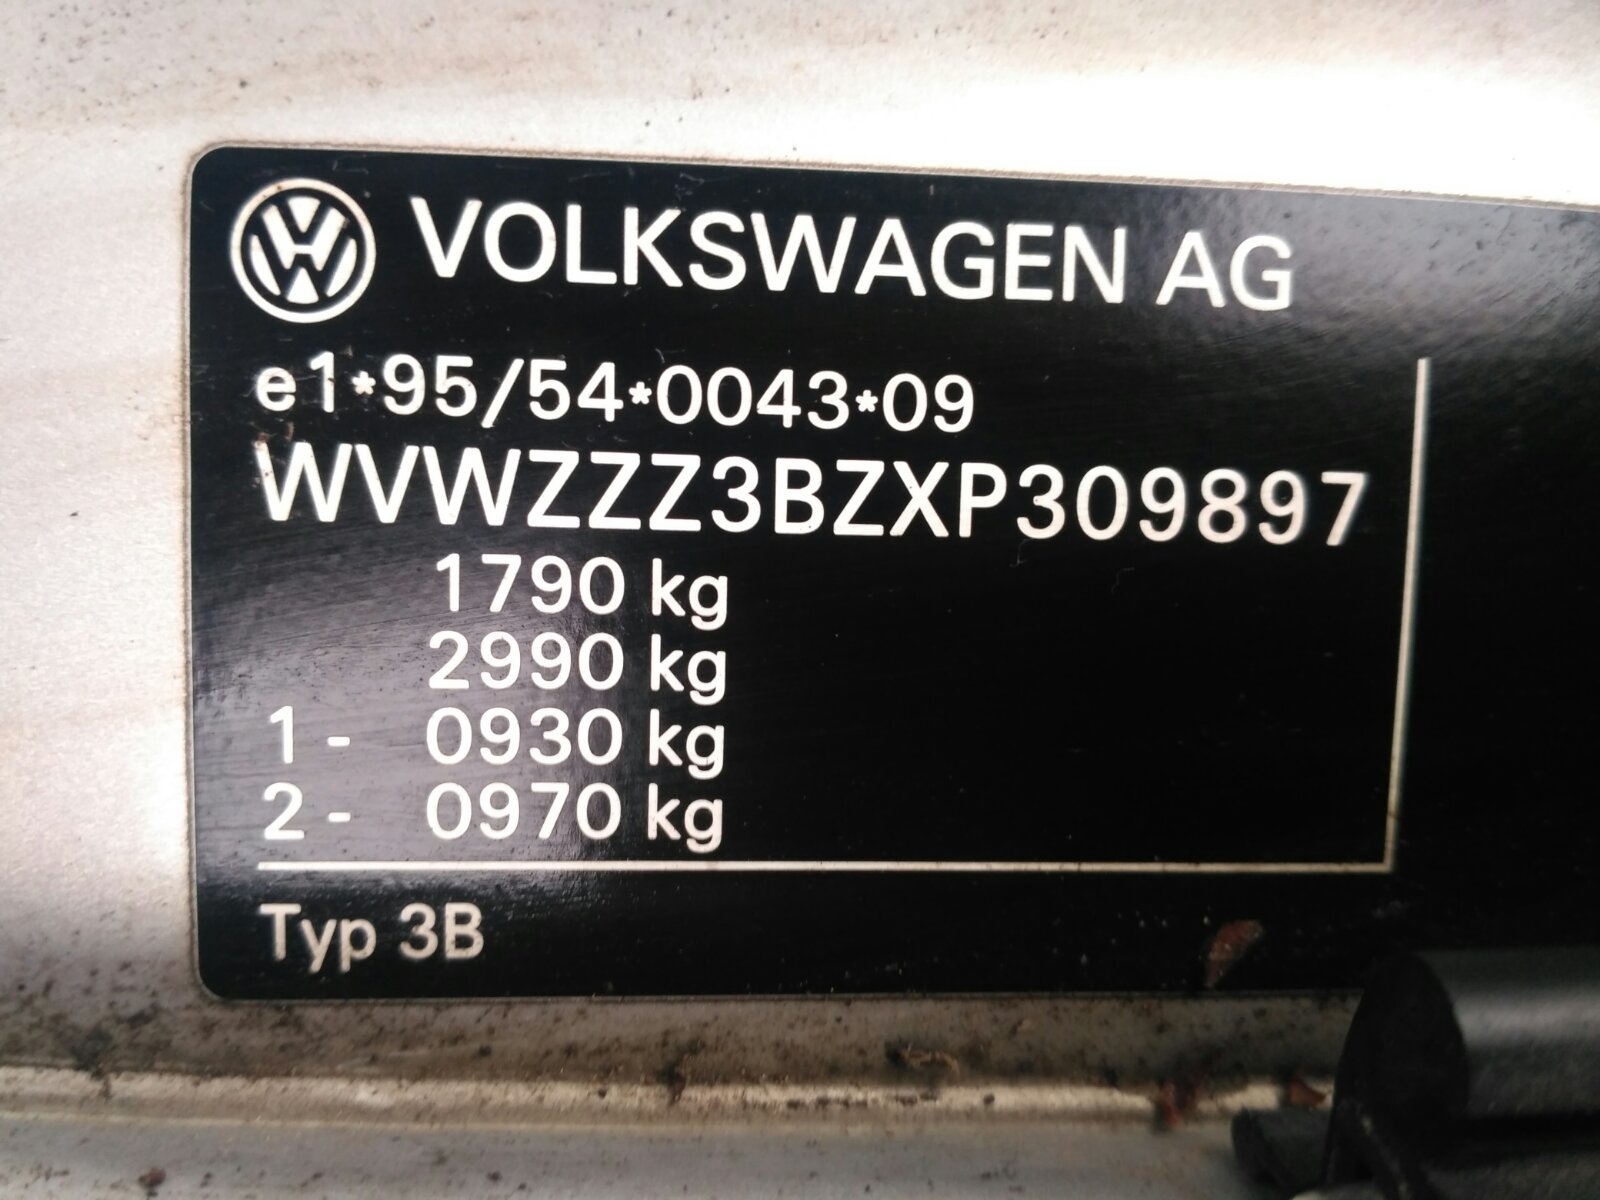 VOLKSWAGEN AG
e1*95/54*0043*09
WVWZZZ3BZXP309897
1790 kg
2990 kg
1 - 0930 kg
2 - 0970 kg
Typ 3B